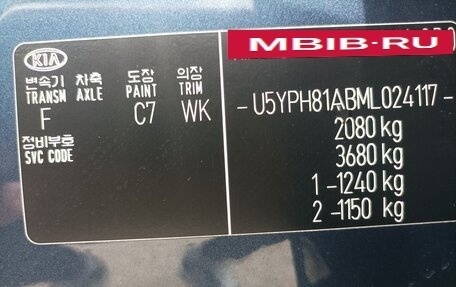 KIA
MBIB-RU
변속기 차축 도장 의장
TRANSM AXLE PAINT TRIM
F C7 WK
정비부호
SVC CODE
-U5YPH81ABML024117-
2080 kg
3680 kg
1 -1240 kg
2 -1150 kg